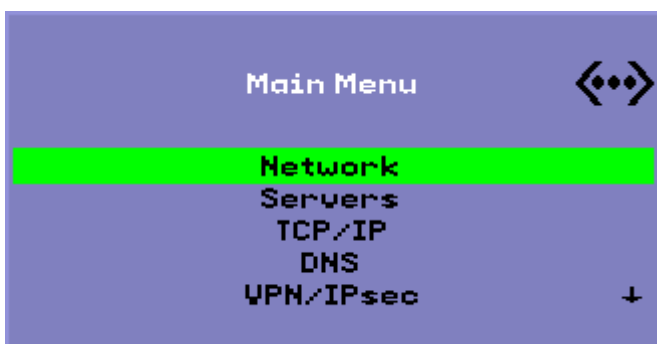 Main Menu
Network
Servers
TCP/IP
DNS
VPN/IPsec